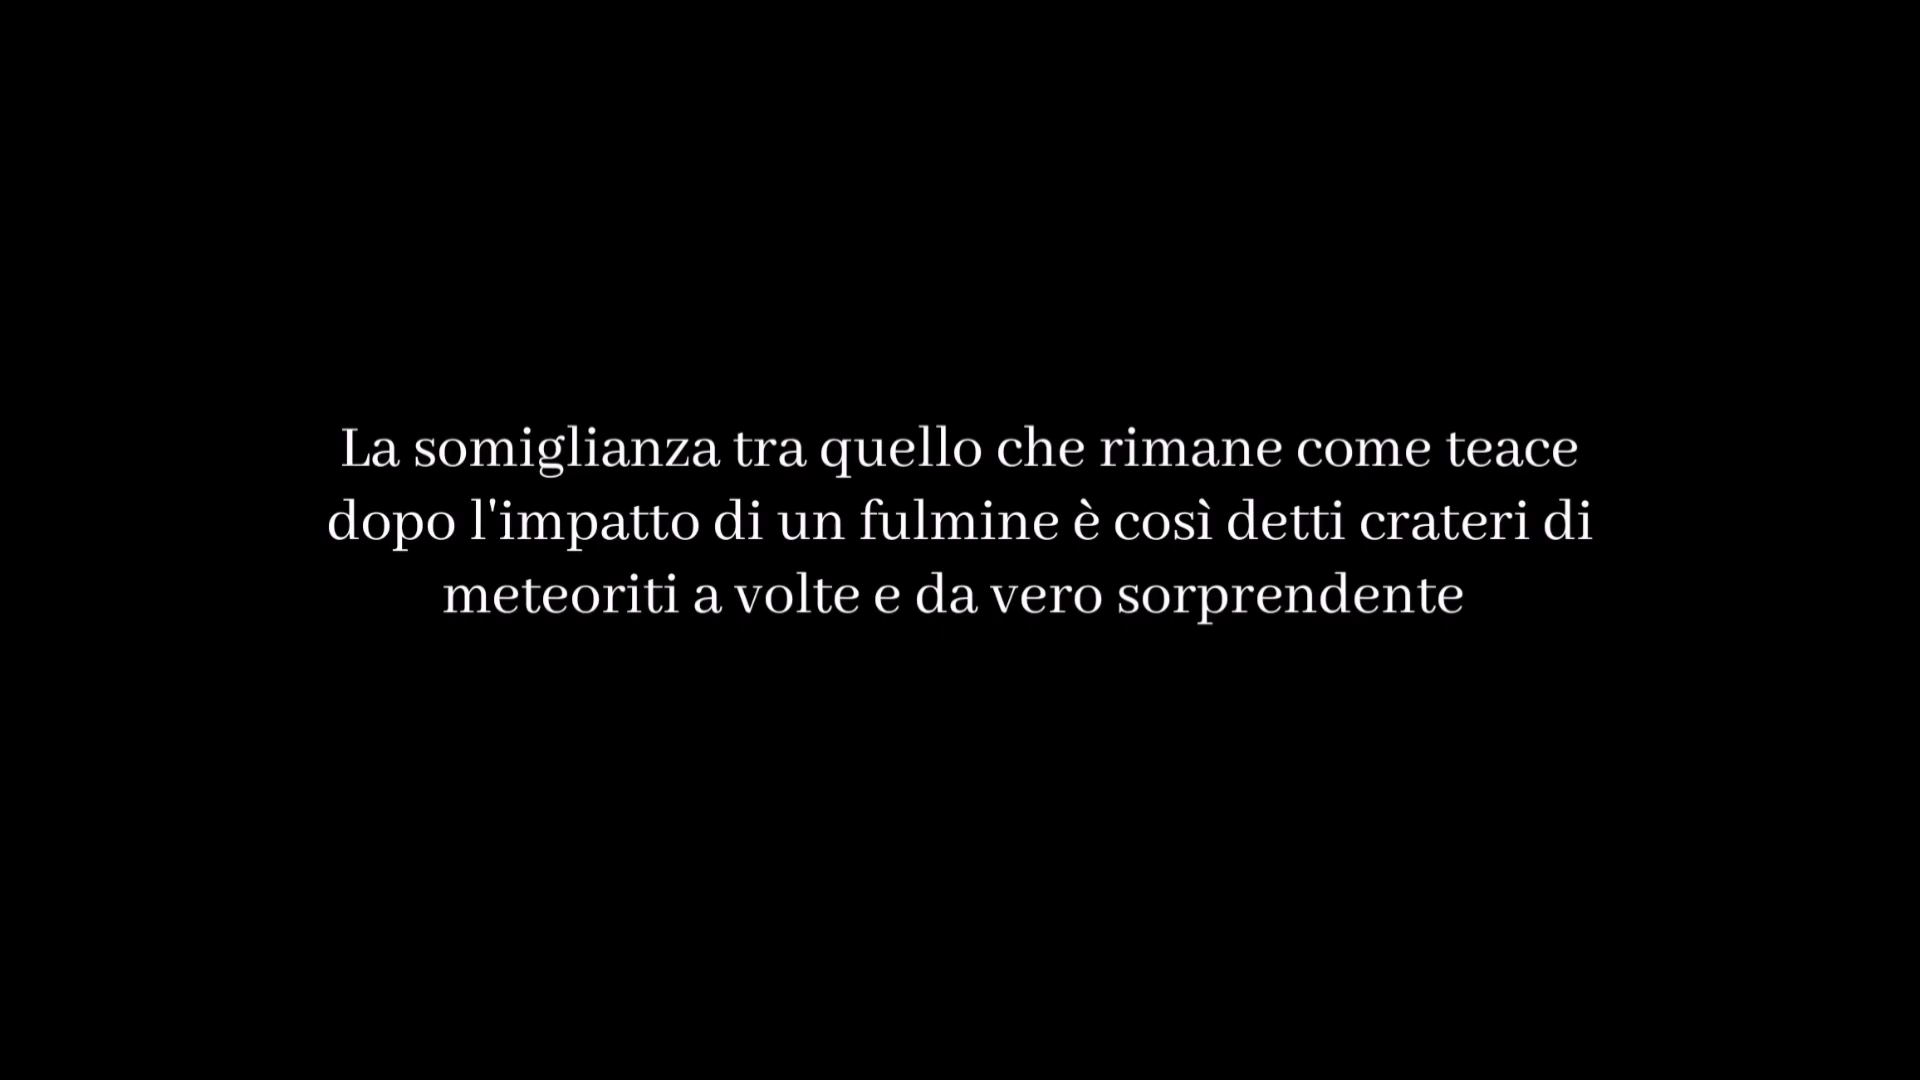 La somiglianza tra quello che rimane come teace
dopo l'impatto di un fulmine è così detti crateri di
meteoriti a volte e da vero sorprendente